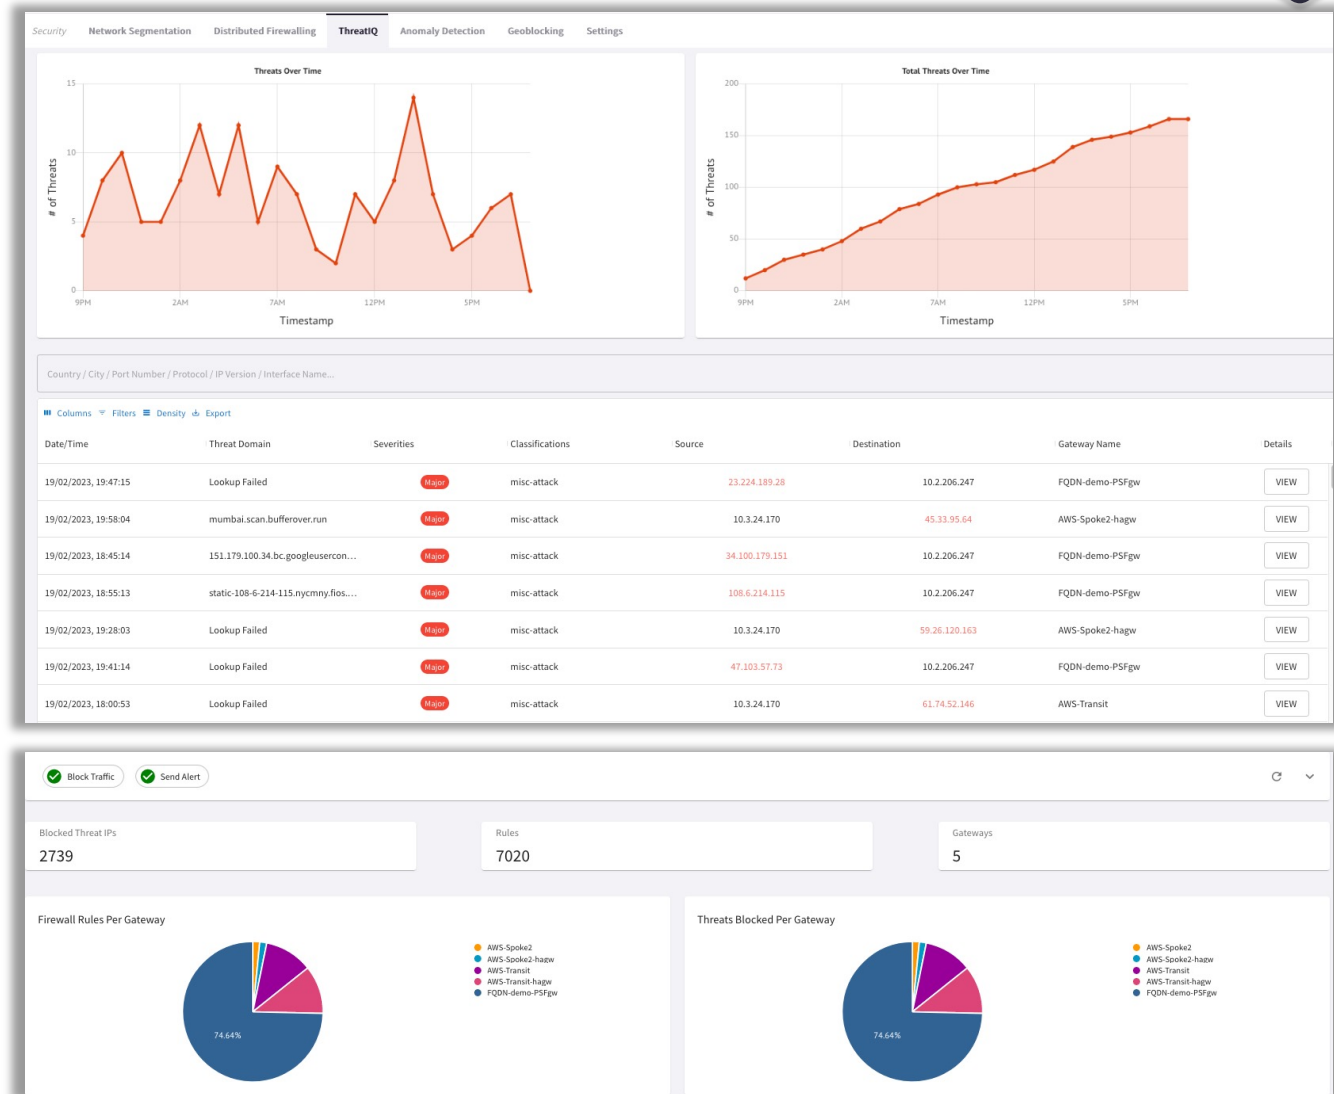 Security Network Segmentation Distributed Firewalling ThreatIQ Anomaly Detection Geoblocking Settings
Threats Over Time
15
10
5
0
# of Threats
9PM 2AM 7AM 12PM 5PM
Timestamp
Total Threats Over Time
200
150
100
50
0
# of Threats
9PM 2AM 7AM 12PM 5PM
Timestamp
Country / City / Port Number / Protocol / IP Version / Interface Name...
Columns Filters Density Export
Date/Time Threat Domain Severities Classifications Source Destination Gateway Name Details
19/02/2023, 19:47:15 Lookup Failed Major misc-attack 23.224.189.28 10.2.206.247 FQDN-demo-PSFgw VIEW
19/02/2023, 19:58:04 mumbai.scan.bufferover.run Major misc-attack 10.3.24.170 45.33.95.64 AWS-Spoke2-hagw VIEW
19/02/2023, 18:45:14 151.179.100.34.bc.googleusercon... Major misc-attack 34.100.179.151 10.2.206.247 FQDN-demo-PSFgw VIEW
19/02/2023, 18:55:13 static-108-6-214-115.nycmny.fios.... Major misc-attack 108.6.214.115 10.2.206.247 FQDN-demo-PSFgw VIEW
19/02/2023, 19:28:03 Lookup Failed Major misc-attack 10.3.24.170 59.26.120.163 AWS-Spoke2-hagw VIEW
19/02/2023, 19:41:14 Lookup Failed Major misc-attack 47.103.57.73 10.2.206.247 FQDN-demo-PSFgw VIEW
19/02/2023, 18:00:53 Lookup Failed Major misc-attack 10.3.24.170 61.74.52.146 AWS-Transit VIEW
Block Traffic Send Alert
Blocked Threat IPs Rules Gateways
2739 7020 5
Firewall Rules Per Gateway
74.64%
AWS-Spoke2
AWS-Spoke2-hagw
AWS-Transit
AWS-Transit-hagw
FQDN-demo-PSFgw
Threats Blocked Per Gateway
74.64%
AWS-Spoke2
AWS-Spoke2-hagw
AWS-Transit
AWS-Transit-hagw
FQDN-demo-PSFgw